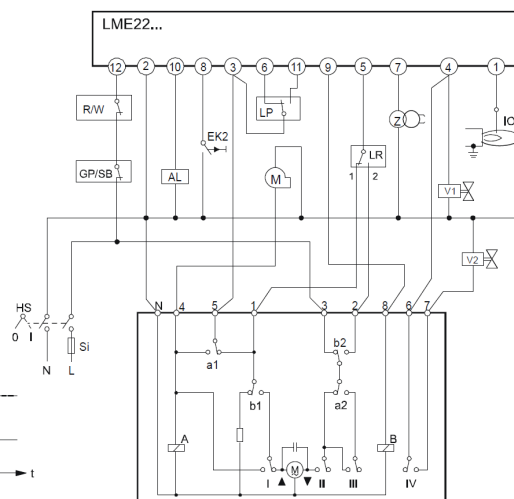 LME22...
12 2 10 8 3 6 11 9 5 7 4 1
R/W
LP
EK2
Z
IO
LR
GP/SB
AL
M
1 2
V1
V2
HS
0 I
Si
N L
N 4 5 1 3 2 8 6 7
a1
b2
b1
a2
A
B
I M II III IV
t